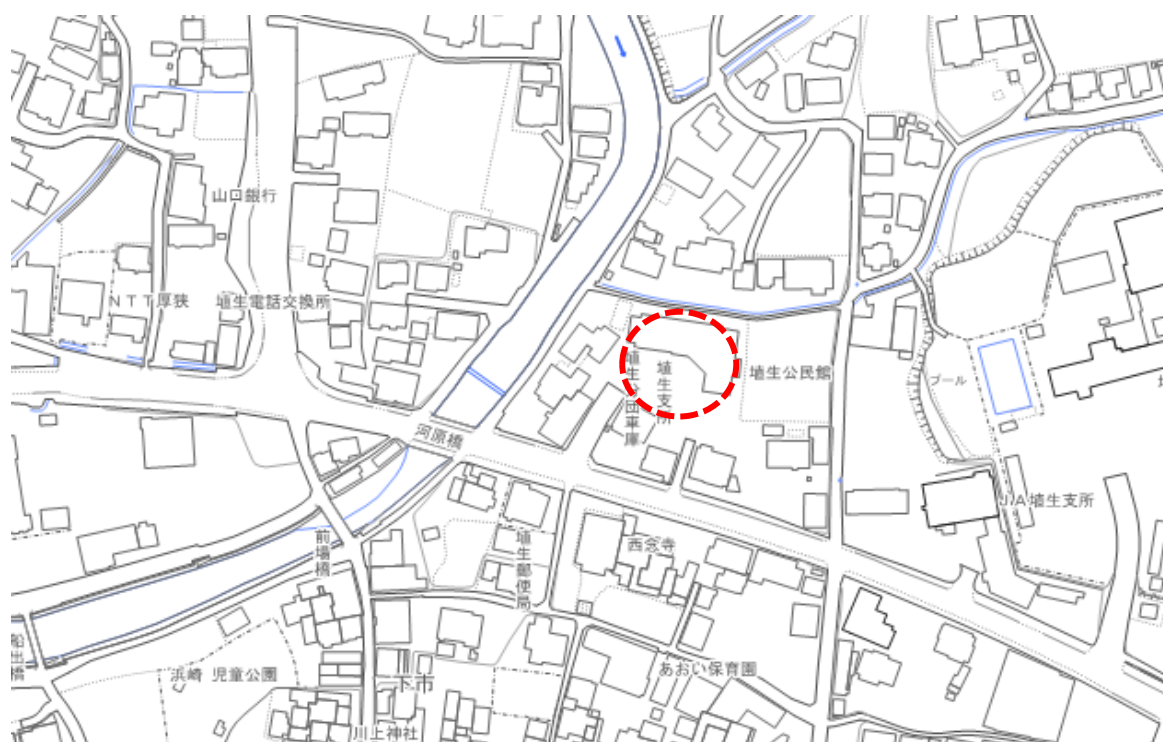 山口銀行
NTT厚狭
埴生電話交換所
埴生分団車庫
埴生支所
埴生公民館
プール
河原橋
JA埴生支所
前場橋
埴生郵便局
西念寺
船出橋
浜崎 児童公園
下市
あおい保育園
川上神社